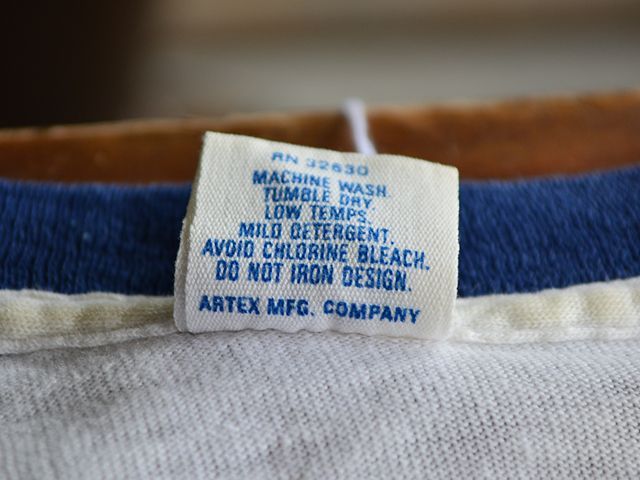 RN 32630
MACHINE WASH.
TUMBLE DRY.
LOW TEMPS.
MILD DETERGENT.
AVOID CHLORINE BLEACH.
DO NOT IRON DESIGN.
ARTEX MFG. COMPANY